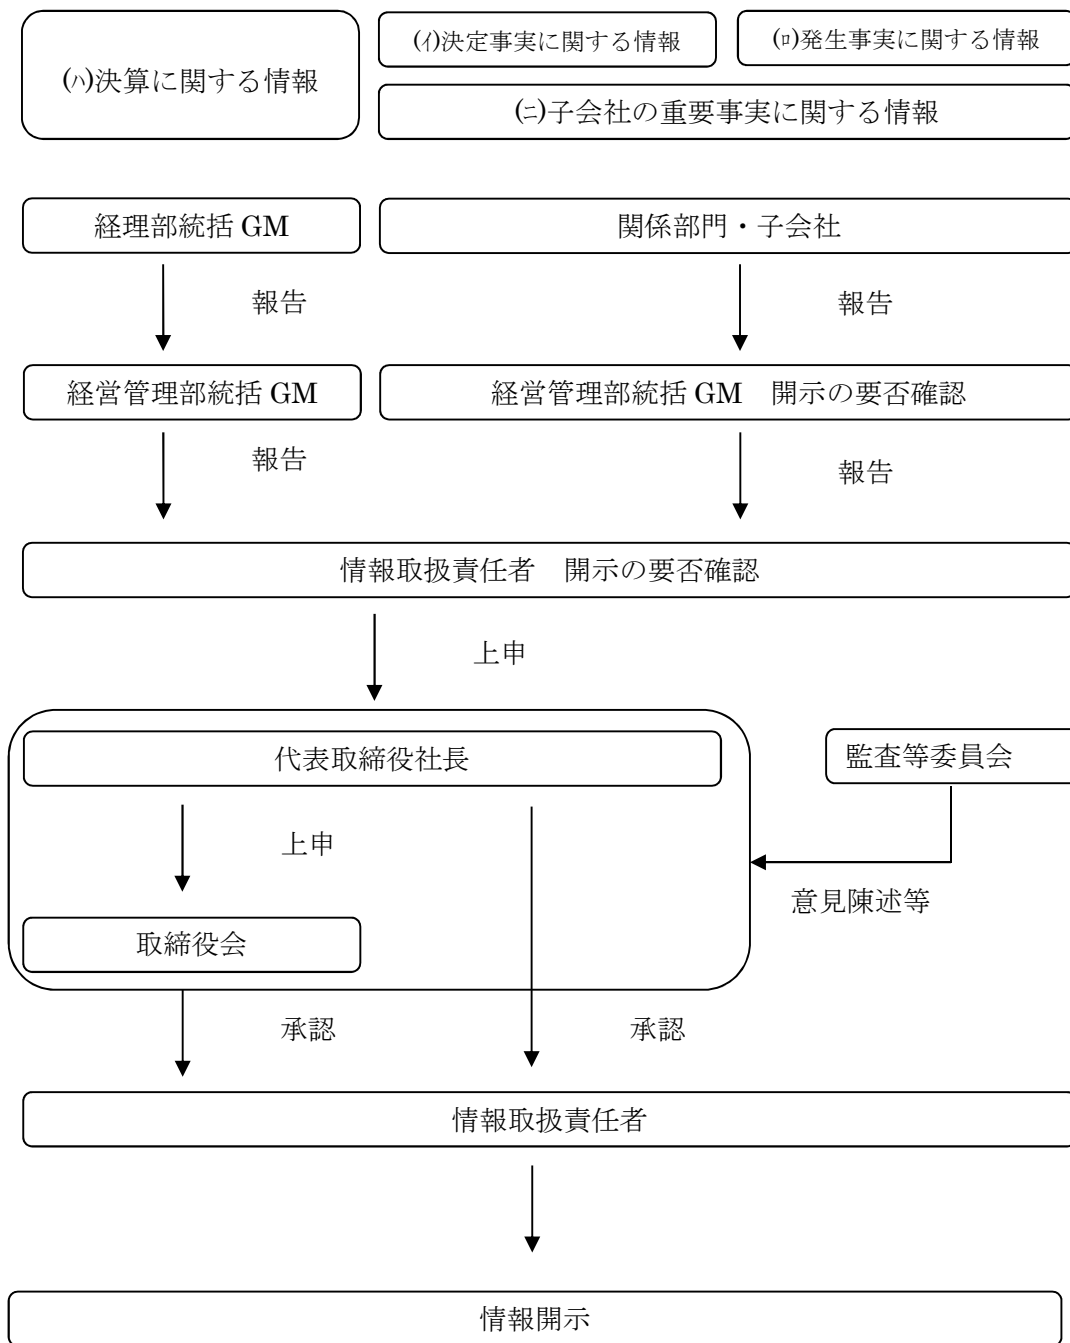 ㈁決算に関する情報
(ｲ)決定事実に関する情報
(ﾛ)発生事実に関する情報
(ﾆ)子会社の重要事実に関する情報
経理部統括 GM
関係部門・子会社
報告
報告
経営管理部統括 GM
経営管理部統括 GM　開示の要否確認
報告
報告
情報取扱責任者　開示の要否確認
上申
代表取締役社長
監査等委員会
上申
意見陳述等
取締役会
承認
承認
情報取扱責任者
情報開示